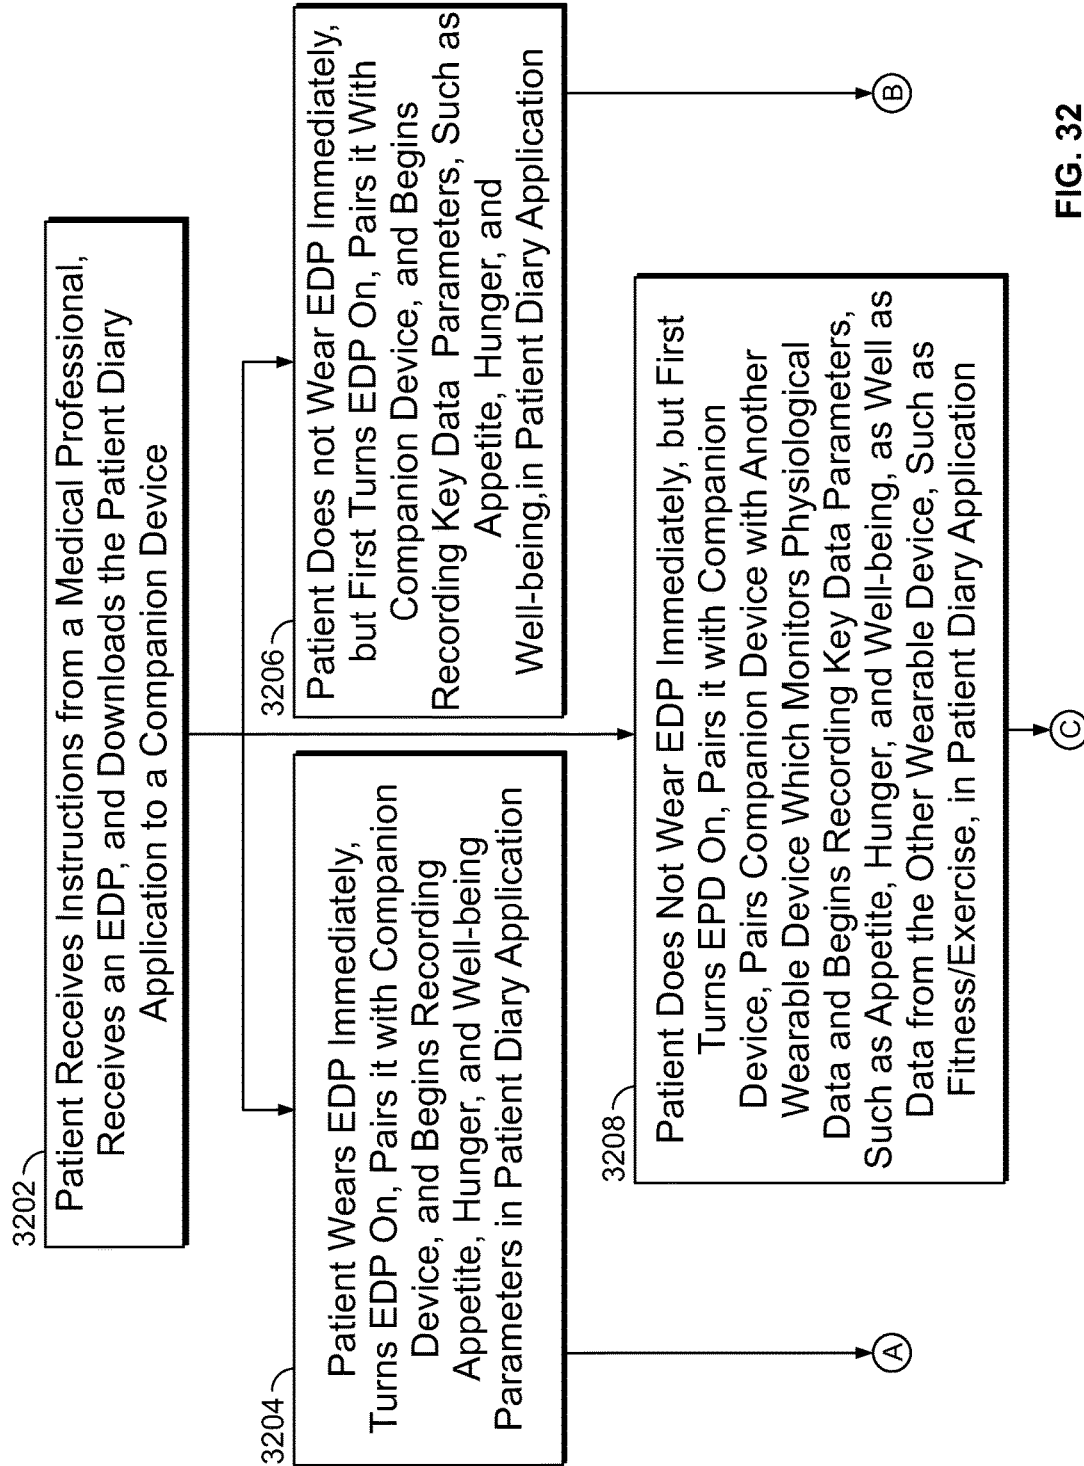 3202
Patient Receives Instructions from a Medical Professional,
Receives an EDP, and Downloads the Patient Diary
Application to a Companion Device
3204
Patient Wears EDP Immediately,
Turns EDP On, Pairs it with Companion
Device, and Begins Recording
Appetite, Hunger, and Well-being
Parameters in Patient Diary Application
3206
Patient Does not Wear EDP Immediately,
but First Turns EDP On, Pairs it With
Companion Device, and Begins
Recording Key Data Parameters, Such as
Appetite, Hunger, and
Well-being,in Patient Diary Application
3208
Patient Does Not Wear EDP Immediately, but First
Turns EPD On, Pairs it with Companion
Device, Pairs Companion Device with Another
Wearable Device Which Monitors Physiological
Data and Begins Recording Key Data Parameters,
Such as Appetite, Hunger, and Well-being, as Well as
Data from the Other Wearable Device, Such as
Fitness/Exercise, in Patient Diary Application
A
C
B
FIG. 32